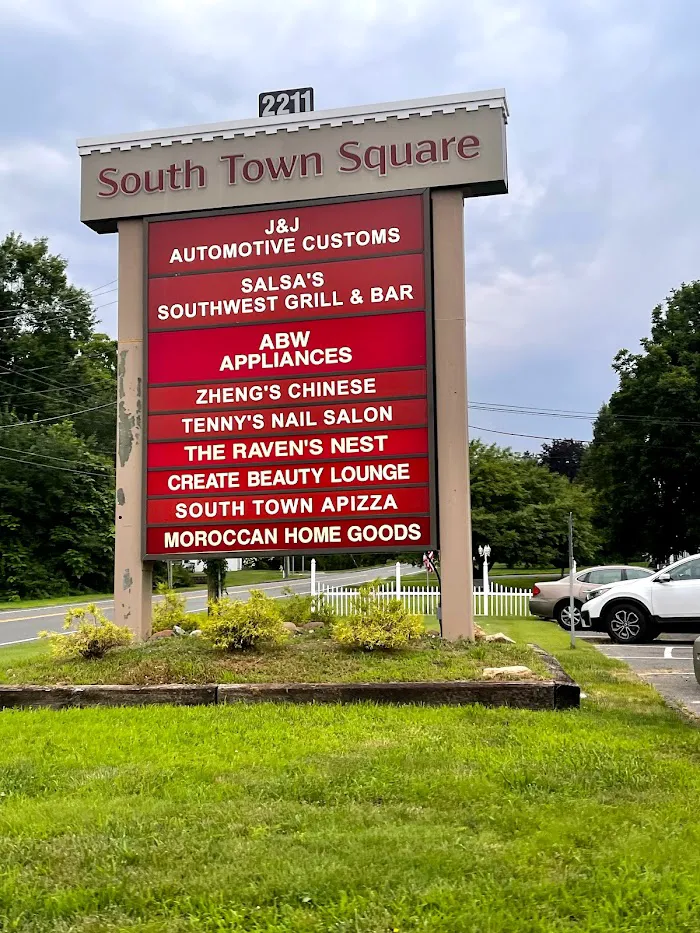 2211
South Town Square
J&J
AUTOMOTIVE CUSTOMS
SALSA'S
SOUTHWEST GRILL & BAR
ABW
APPLIANCES
ZHENG'S CHINESE
TENNY'S NAIL SALON
THE RAVEN'S NEST
CREATE BEAUTY LOUNGE
SOUTH TOWN APIZZA
MOROCCAN HOME GOODS